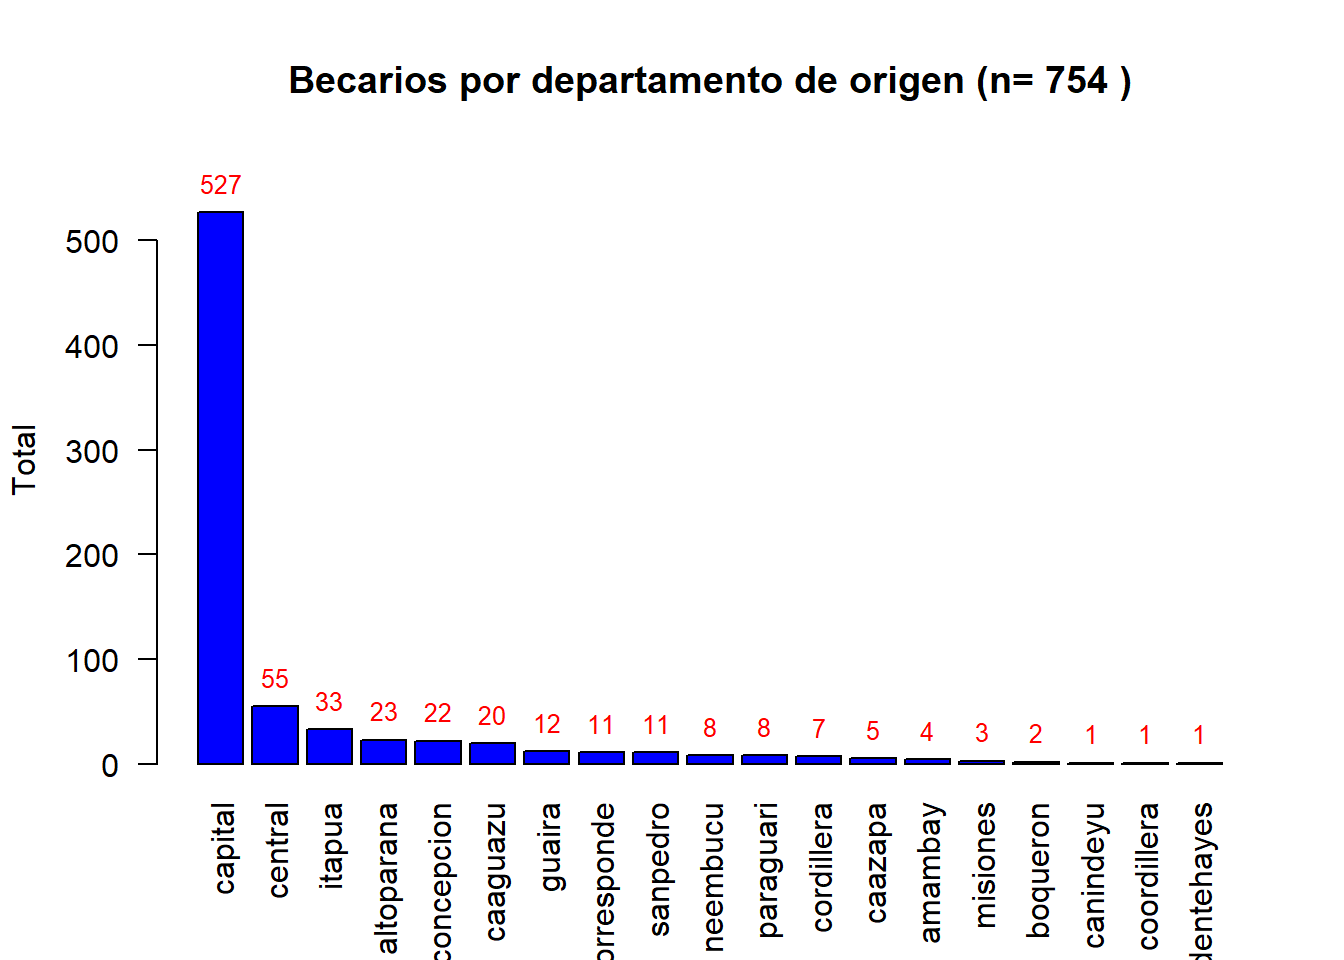 Becarios por departamento de origen (n= 754 )
Total
500
400
300
200
100
0
527
55
33
23
22
20
12
11
11
8
8
7
5
4
3
2
1
1
1
capital
central
itapua
altoparana
concepcion
caaguazu
guaira
orresponde
sanpedro
neembucu
paraguari
cordillera
caazapa
amambay
misiones
boqueron
canindeyu
coordillera
dentehayes